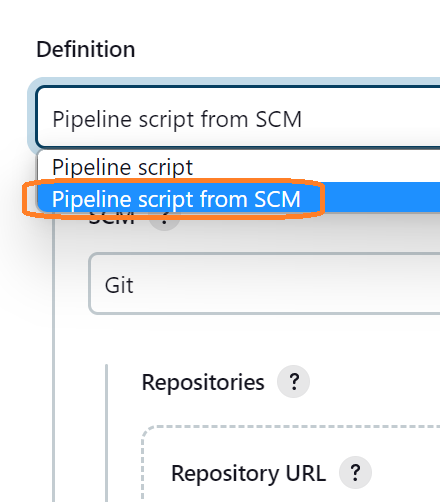 Definition
Pipeline script from SCM
Pipeline script
Pipeline script from SCM
SCM ?
Git
Repositories ?
Repository URL ?